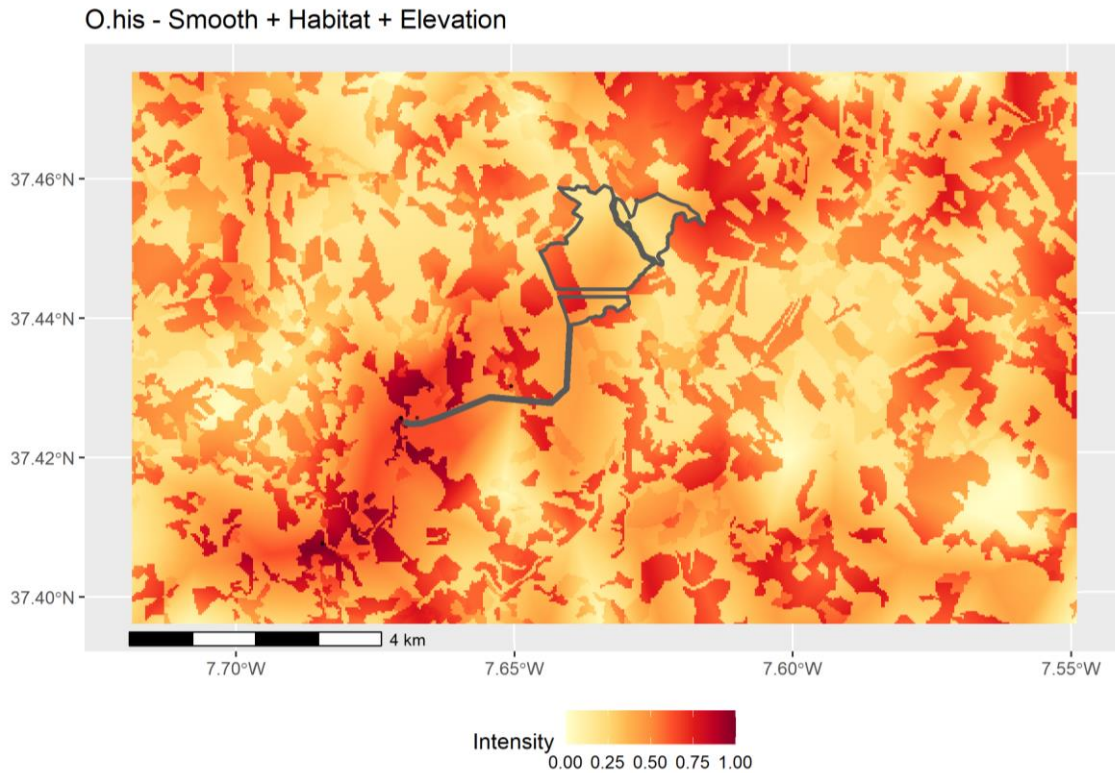 O.his - Smooth + Habitat + Elevation
37.46°N
37.44°N
37.42°N
37.40°N
4 km
7.70°W
7.65°W
7.60°W
7.55°W
Intensity
0.00 0.25 0.50 0.75 1.00